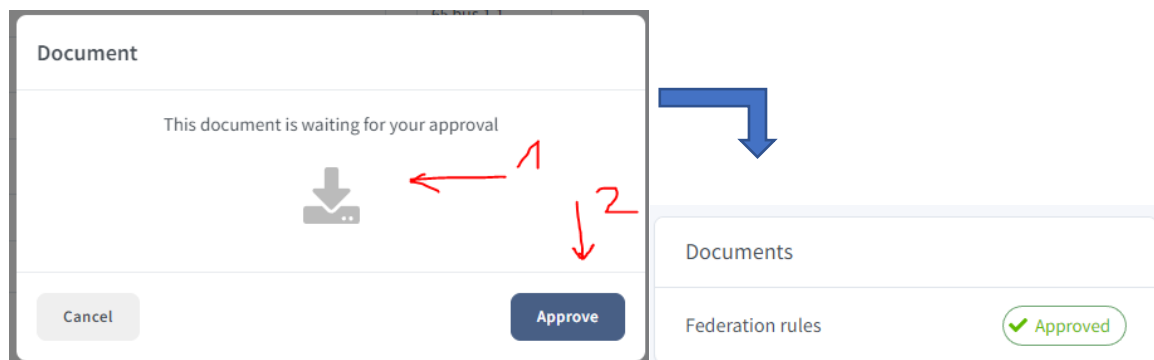 Document
This document is waiting for your approval
1
2
Cancel
Approve
Documents
Federation rules
Approved